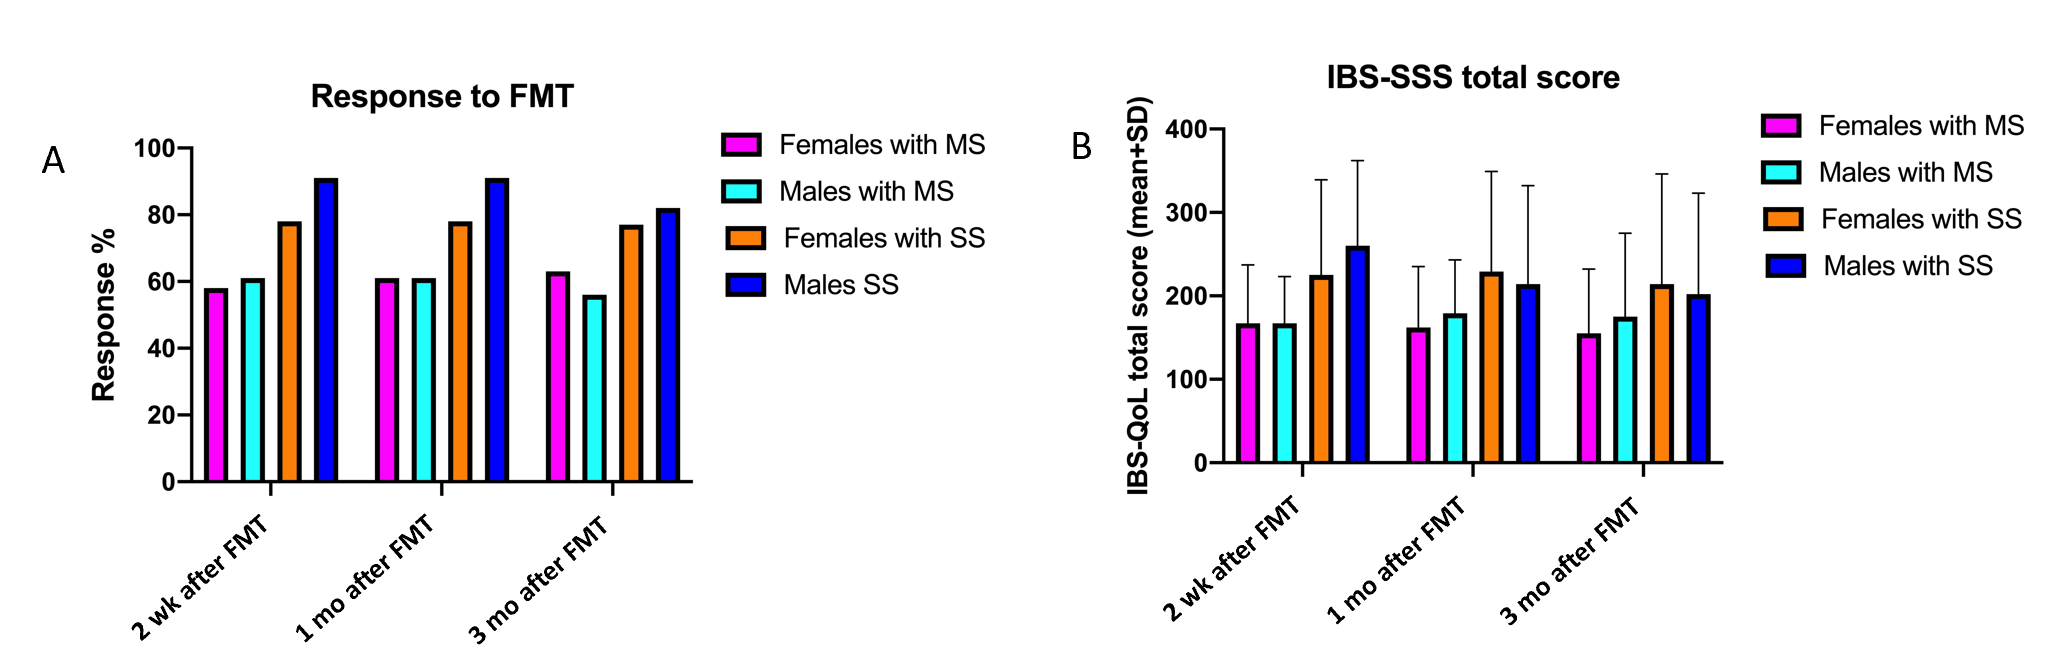 A
Response to FMT
Response %
100
80
60
40
20
0
2 wk after FMT
1 mo after FMT
3 mo after FMT
Females with MS
Males with MS
Females with SS
Males SS
B
IBS-SSS total score
IBS-QoL total score (mean+SD)
400
300
200
100
0
2 wk after FMT
1 mo after FMT
3 mo after FMT
Females with MS
Males with MS
Females with SS
Males with SS